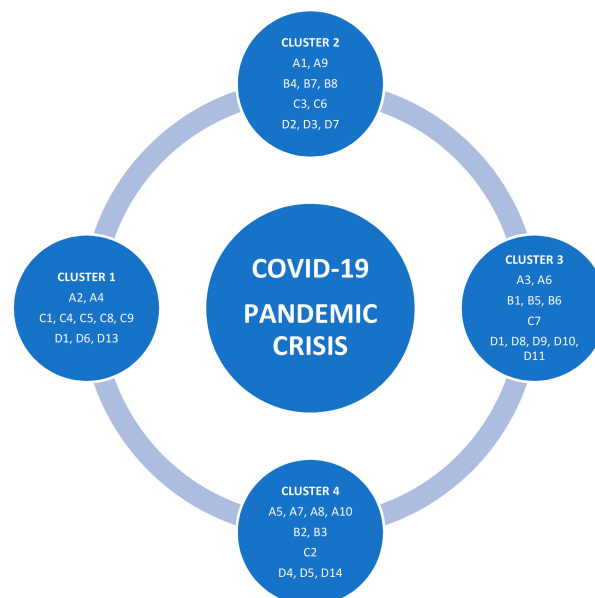 CLUSTER 2
A1, A9
B4, B7, B8
C3, C6
D2, D3, D7
CLUSTER 1
A2, A4
C1, C4, C5, C8, C9
D1, D6, D13
COVID-19
PANDEMIC
CRISIS
CLUSTER 3
A3, A6
B1, B5, B6
C7
D1, D8, D9, D10,
D11
CLUSTER 4
A5, A7, A8, A10
B2, B3
C2
D4, D5, D14